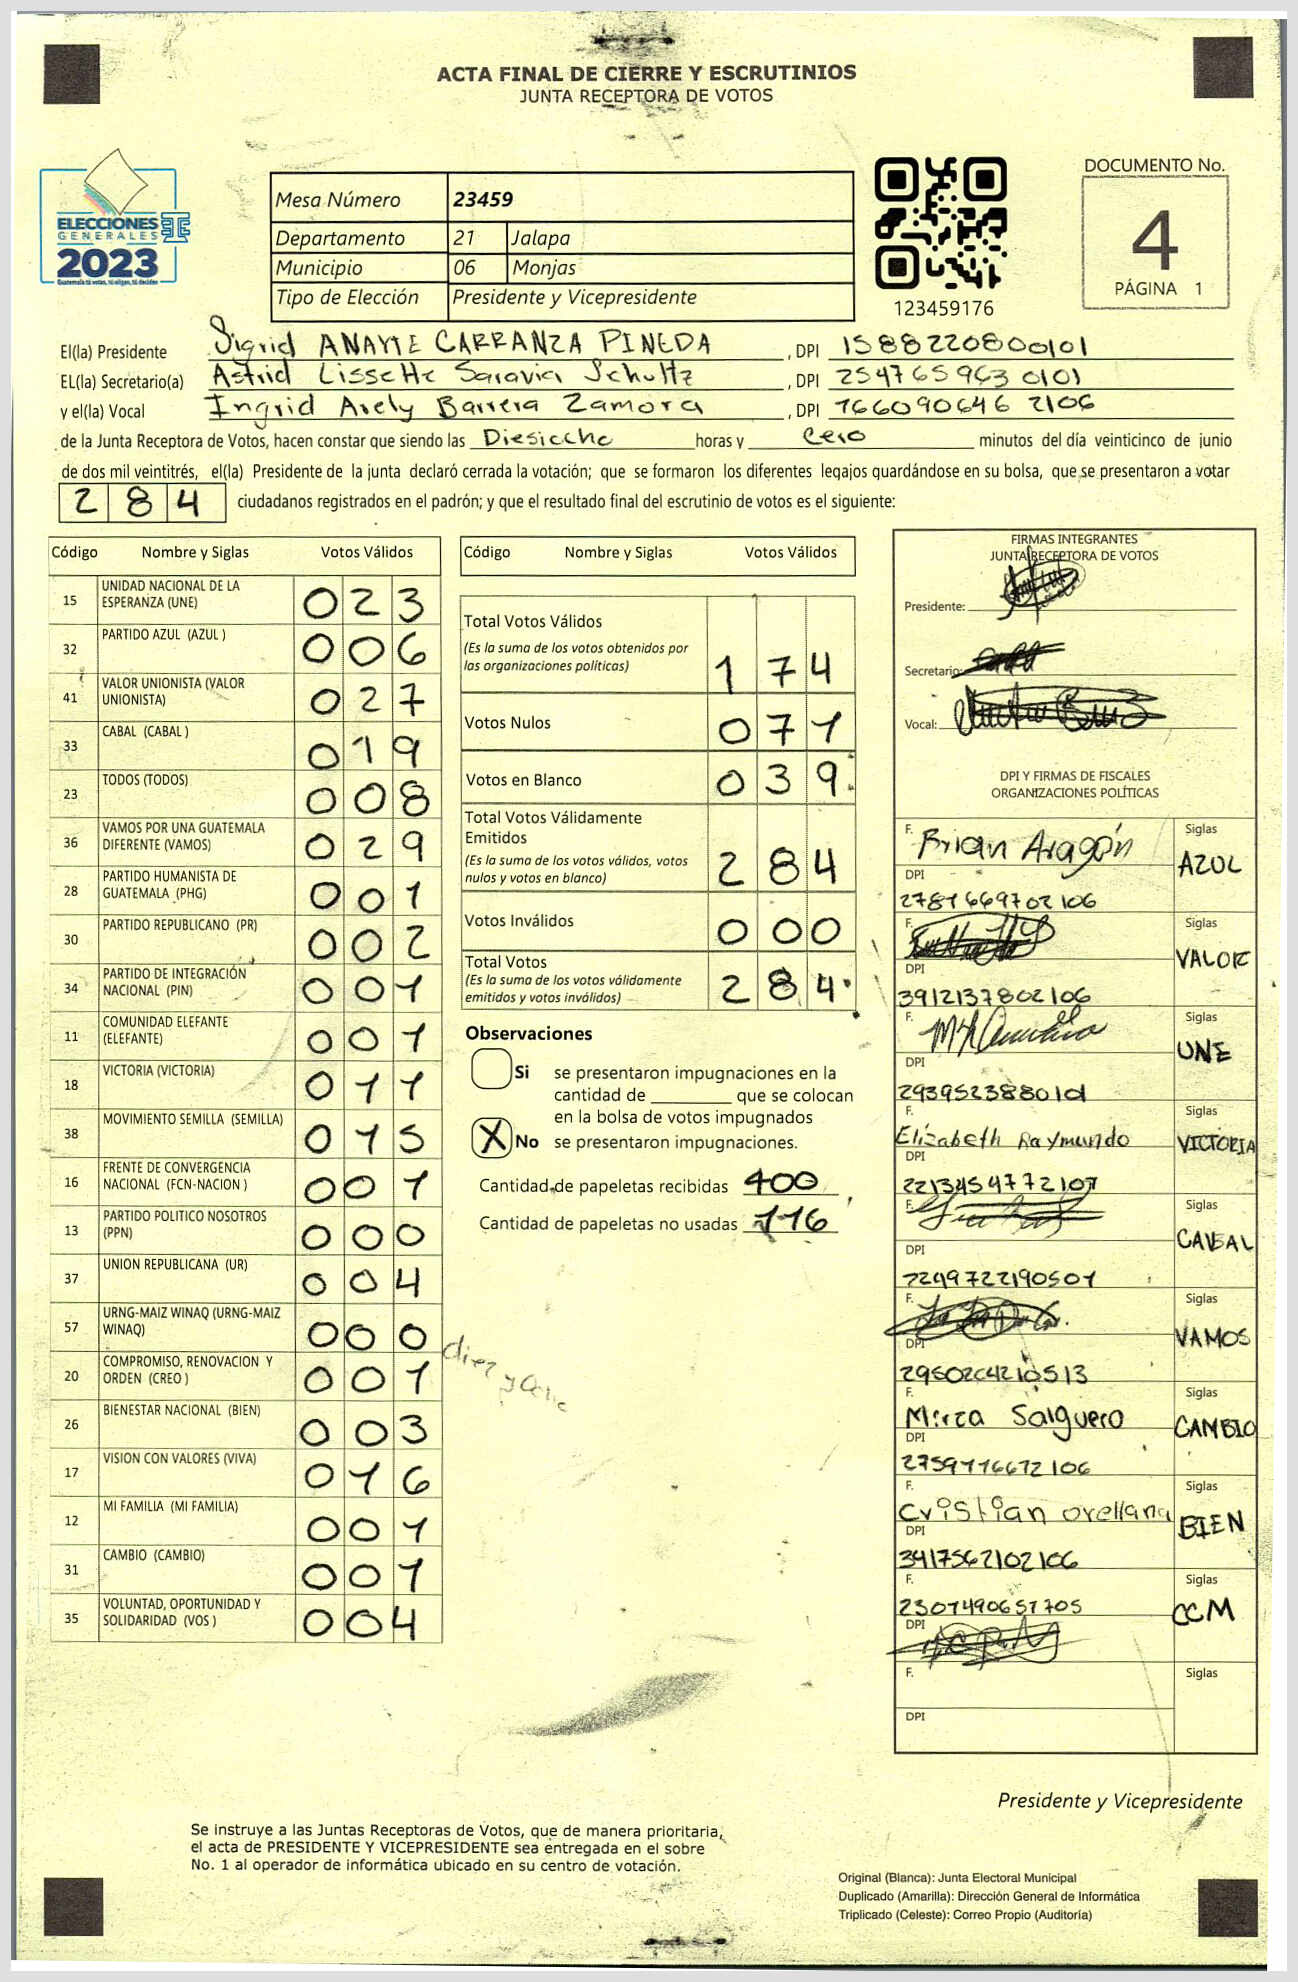 ACTA FINAL DE CIERRE Y ESCRUTINIOS
JUNTA RECEPTORA DE VOTOS
ELECCIONES
GENERALES
2023
Guatemala tú votas, tú eliges, tú decides
Mesa Número 23459
Departamento 21 Jalapa
Municipio 06 Monjas
Tipo de Elección Presidente y Vicepresidente
123459176
DOCUMENTO No.
4
PÁGINA 1
El(la) Presidente Sigrid ANAYTE CARRANZA PINEDA, DPI 1588220800101
EL(la) Secretario(a) Astrid Lissette Saravia Schultz, DPI 254765963 0101
y el(la) Vocal Ingrid Arely Barrera Zamora, DPI 166090646 2106
de la Junta Receptora de Votos, hacen constar que siendo las Diesiocho horas y cero minutos del día veinticinco de junio
de dos mil veintitrés, el(la) Presidente de la junta declaró cerrada la votación; que se formaron los diferentes legajos guardándose en su bolsa, que se presentaron a votar
284 ciudadanos registrados en el padrón; y que el resultado final del escrutinio de votos es el siguiente:
Código Nombre y Siglas Votos Válidos
15 UNIDAD NACIONAL DE LA ESPERANZA (UNE) 023
32 PARTIDO AZUL (AZUL ) 006
41 VALOR UNIONISTA (VALOR UNIONISTA) 027
33 CABAL (CABAL ) 019
23 TODOS (TODOS) 008
36 VAMOS POR UNA GUATEMALA DIFERENTE (VAMOS) 029
28 PARTIDO HUMANISTA DE GUATEMALA (PHG) 001
30 PARTIDO REPUBLICANO (PR) 002
34 PARTIDO DE INTEGRACIÓN NACIONAL (PIN) 001
11 COMUNIDAD ELEFANTE (ELEFANTE) 001
18 VICTORIA (VICTORIA) 011
38 MOVIMIENTO SEMILLA (SEMILLA) 015
16 FRENTE DE CONVERGENCIA NACIONAL (FCN-NACION ) 001
13 PARTIDO POLITICO NOSOTROS (PPN) 000
37 UNION REPUBLICANA (UR) 004
57 URNG-MAIZ WINAQ (URNG-MAIZ WINAQ) 000
20 COMPROMISO, RENOVACION Y ORDEN (CREO ) 001
26 BIENESTAR NACIONAL (BIEN) 003
17 VISION CON VALORES (VIVA) 016
12 MI FAMILIA (MI FAMILIA) 001
31 CAMBIO (CAMBIO) 001
35 VOLUNTAD, OPORTUNIDAD Y SOLIDARIDAD (VOS ) 004
diez y
Código Nombre y Siglas Votos Válidos
Total Votos Válidos 174
(Es la suma de los votos obtenidos por
las organizaciones políticas)
Votos Nulos 071
Votos en Blanco 039
Total Votos Válidamente
Emitidos 284
(Es la suma de los votos válidos, votos
nulos y votos en blanco)
Votos Inválidos 000
Total Votos 284
(Es la suma de los votos válidamente
emitidos y votos inválidos)
Observaciones
Si se presentaron impugnaciones en la
cantidad de ________ que se colocan
en la bolsa de votos impugnados
X No se presentaron impugnaciones.
Cantidad de papeletas recibidas 400
Cantidad de papeletas no usadas 116
FIRMAS INTEGRANTES
JUNTA RECEPTORA DE VOTOS
Presidente:
Secretario:
Vocal:
DPI Y FIRMAS DE FISCALES
ORGANIZACIONES POLÍTICAS
F. Brian Aragón Siglas
DPI AZUL
2781669702106
F. Siglas
DPI VALOR
3912137802106
F. Siglas
DPI UNE
2939523880101
F. Siglas
Elizabeth Raymundo VICTORIA
DPI
2213454772107
F. Siglas
DPI CABAL
7249722190501
F. Siglas
DPI VAMOS
2950264210513
F. Siglas
Mirza Salguero CAMBIO
DPI
2759776672106
F. Siglas
Cristian orellana BIEN
DPI
3417562102106
F. Siglas
2301490651705 CCM
DPI
F. Siglas
DPI
Presidente y Vicepresidente
Se instruye a las Juntas Receptoras de Votos, que de manera prioritaria,
el acta de PRESIDENTE Y VICEPRESIDENTE sea entregada en el sobre
No. 1 al operador de informática ubicado en su centro de votación.
Original (Blanca): Junta Electoral Municipal
Duplicado (Amarilla): Dirección General de Informática
Triplicado (Celeste): Correo Propio (Auditoría)